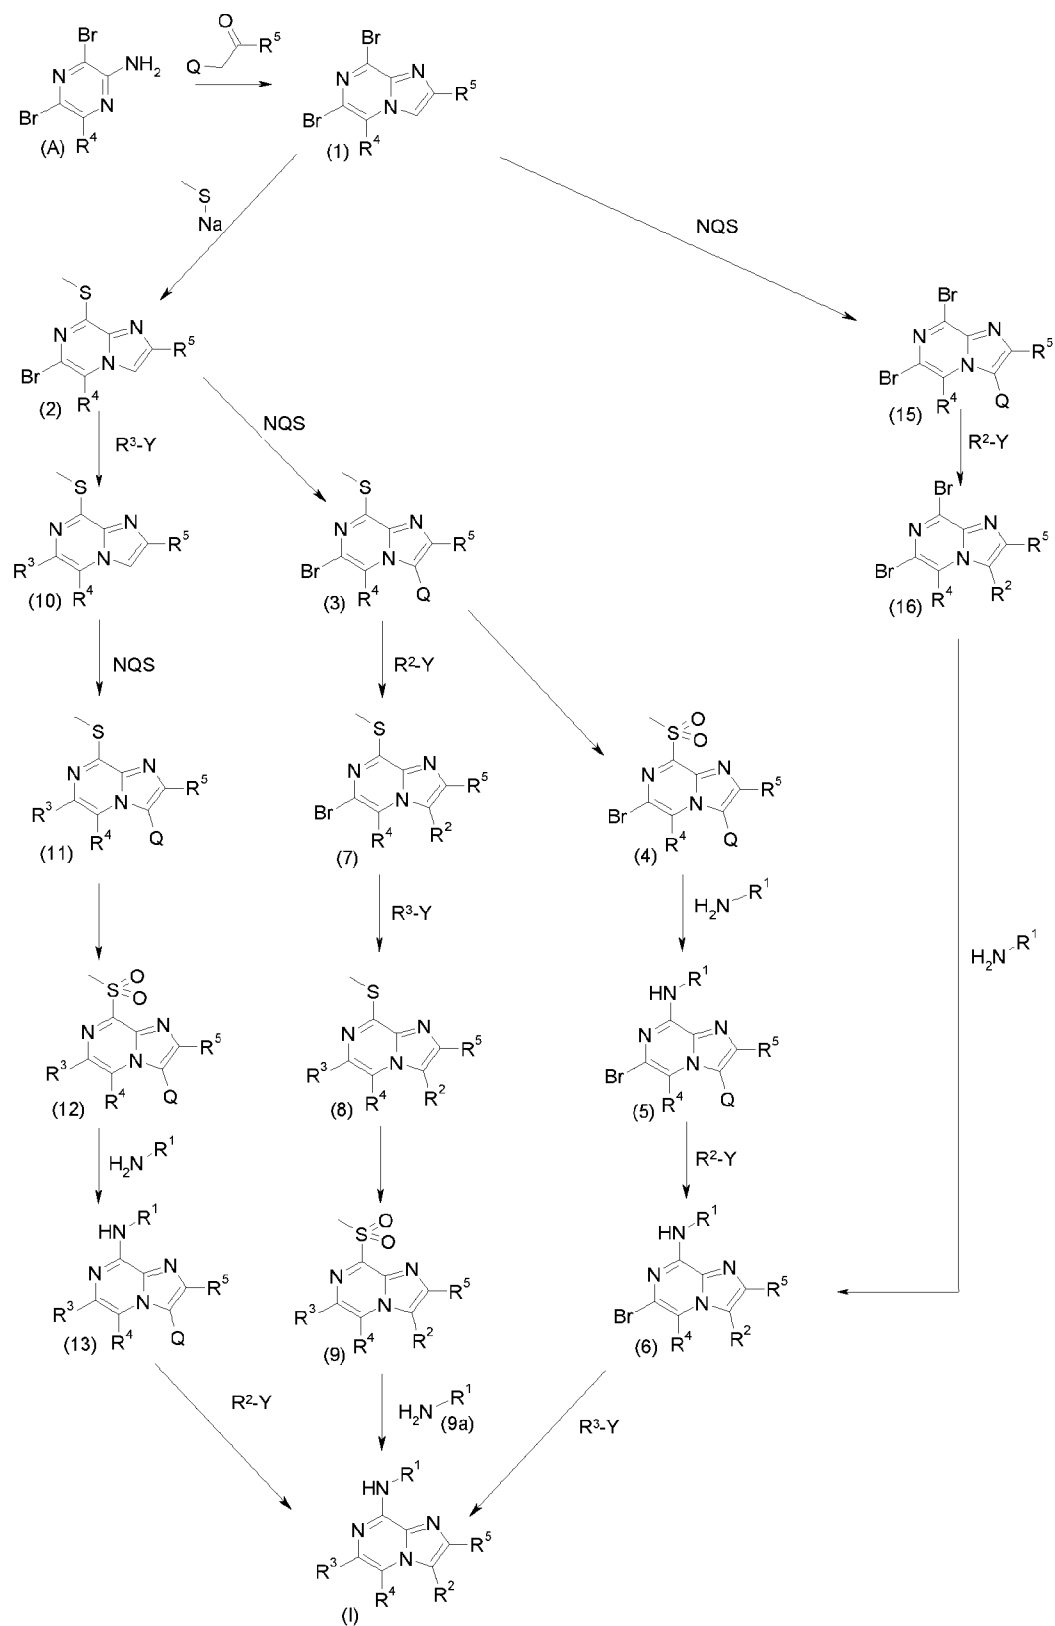 Br
O
N
NH2
Q
R5
Br
N
R4
(A)
Br
N
N
R5
Br
N
R4
(1)
S
Na
NQS
S
N
N
R5
Br
N
R4
(2)
Br
N
N
R5
Br
N
R4
Q
(15)
R3-Y
NQS
R2-Y
S
N
N
R5
R3
N
R4
(10)
S
N
N
R5
Br
N
R4
Q
(3)
Br
N
N
R5
Br
N
R4
R2
(16)
NQS
R2-Y
S
N
N
R5
R3
N
R4
Q
(11)
S
N
N
R5
Br
N
R4
R2
(7)
S
O
O
N
N
R5
Br
N
R4
Q
(4)
R3-Y
H2N
R1
H2N
R1
S
O
O
N
N
R5
R3
N
R4
Q
(12)
S
N
N
R5
R3
N
R4
R2
(8)
HN
R1
N
N
R5
Br
N
R4
Q
(5)
H2N
R1
R2-Y
HN
R1
N
N
R5
R3
N
R4
Q
(13)
S
O
O
N
N
R5
R3
N
R4
R2
(9)
HN
R1
N
N
R5
Br
N
R4
R2
(6)
R2-Y
H2N
R1
(9a)
R3-Y
HN
R1
N
N
R5
R3
N
R4
R2
(I)